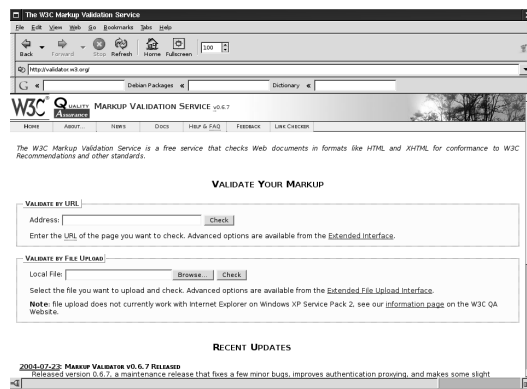 The W3C Markup Validation Service
File Edit View Web Go Bookmarks Tabs Help
Back Forward Stop Refresh Home Fullscreen 100
http://validator.w3.org/
G « Debian Packages « Dictionary «
W3C® QUALITY Assurance MARKUP VALIDATION SERVICE v0.6.7
HOME ABOUT... NEWS DOCS HELP & FAQ FEEDBACK LINK CHECKER
The W3C Markup Validation Service is a free service that checks Web documents in formats like HTML and XHTML for conformance to W3C
Recommendations and other standards.
VALIDATE YOUR MARKUP
VALIDATE BY URL
Address: Check
Enter the URL of the page you want to check. Advanced options are available from the Extended Interface.
VALIDATE BY FILE UPLOAD
Local File: Browse... Check
Select the file you want to upload and check. Advanced options are available from the Extended File Upload Interface.
Note: file upload does not currently work with Internet Explorer on Windows XP Service Pack 2, see our information page on the W3C QA
Website.
RECENT UPDATES
2004-07-23: MARKUP VALIDATOR V0.6.7 RELEASED
Released version 0.6.7, a maintenance release that fixes a few minor bugs, improves authentication proxying, and makes some slight